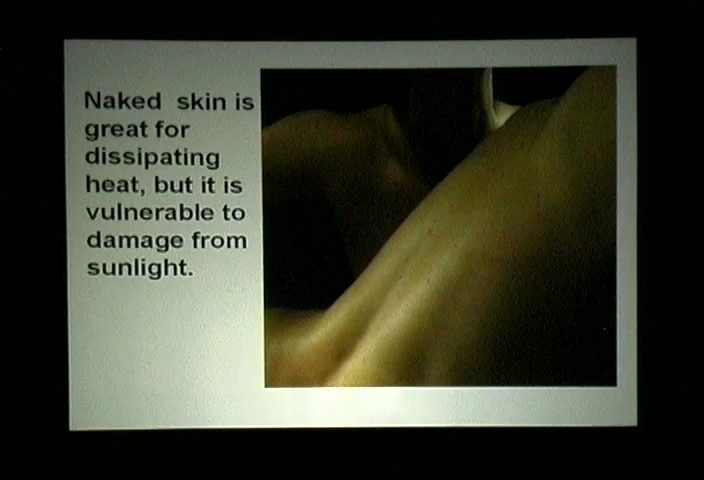 Naked skin is
great for
dissipating
heat, but it is
vulnerable to
damage from
sunlight.